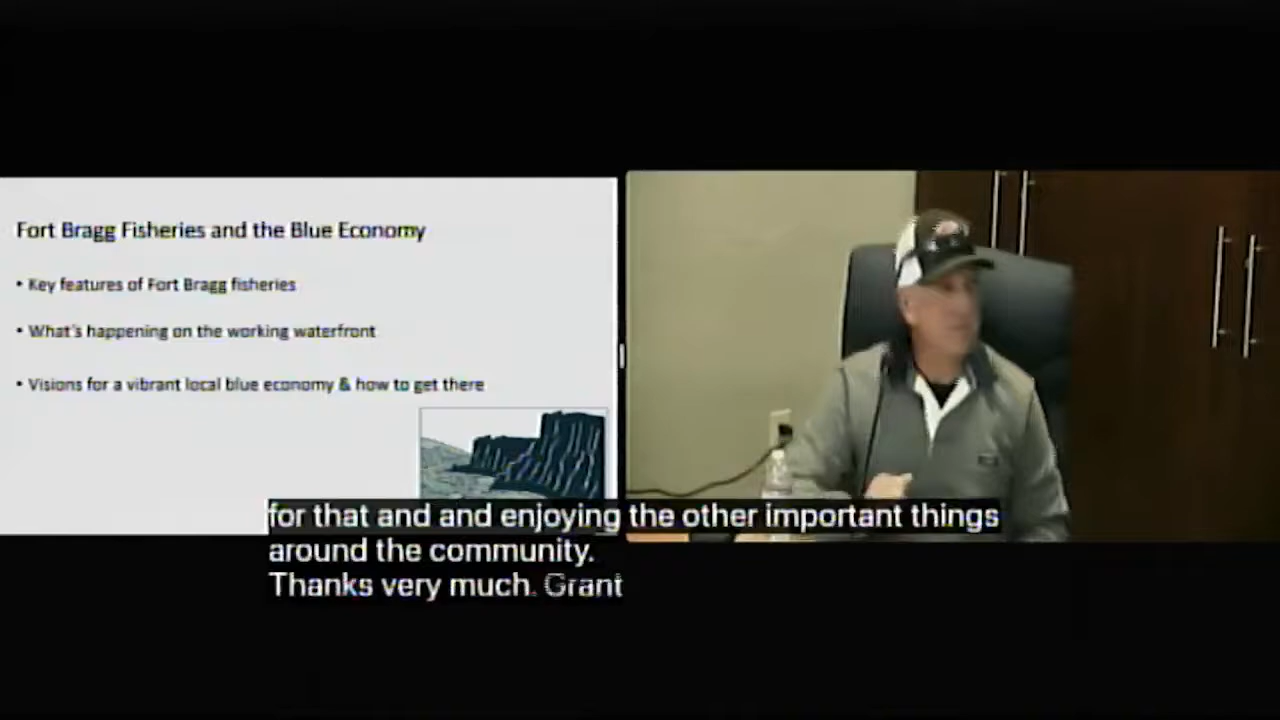 Fort Bragg Fisheries and the Blue Economy
• Key features of Fort Bragg fisheries
• What's happening on the working waterfront
• Visions for a vibrant local blue economy & how to get there
for that and and enjoying the other important things
around the community.
Thanks very much. Grant